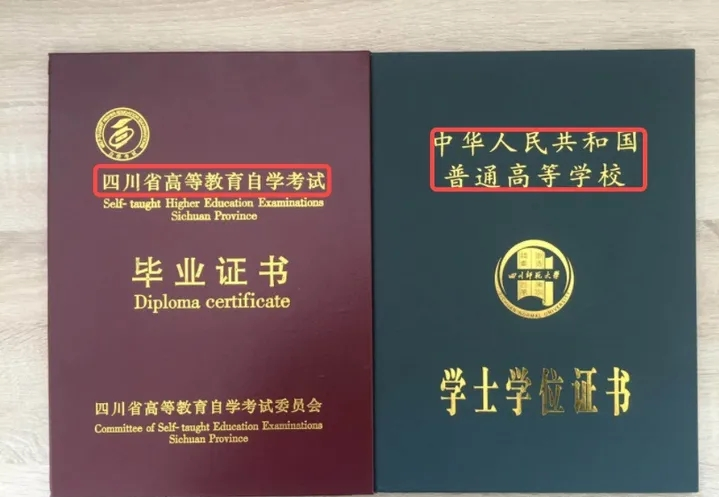 四川省高等教育自学考试
Self- taught Higher Education Examinations
Sichuan Province
毕业证书
Diploma certificate
四川省高等教育自学考试委员会
Committee of Self- taught Education Examinations
Sichuan Province
中华人民共和国
普通高等学校
四川师范大学
学士学位证书